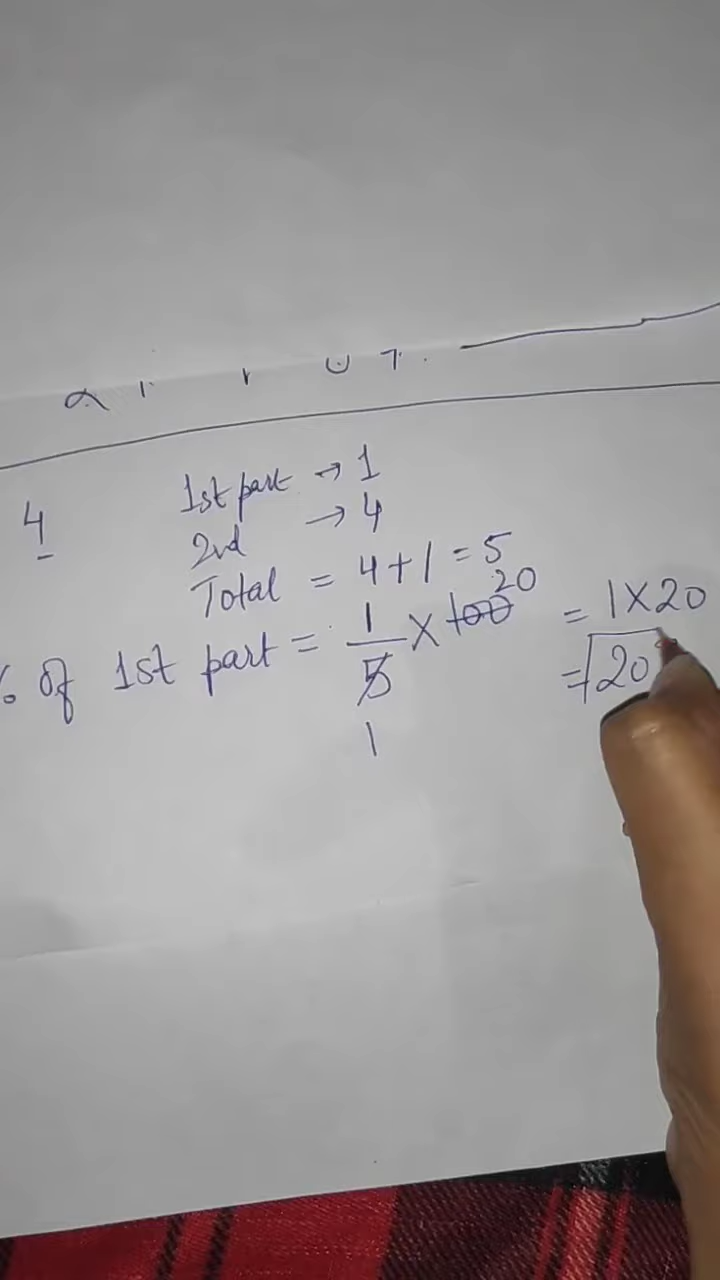 4
1st part → 1
2nd → 4
Total = 4+1 = 5
% of 1st part = 1/5 × 100 20 = 1×20
1
= 20